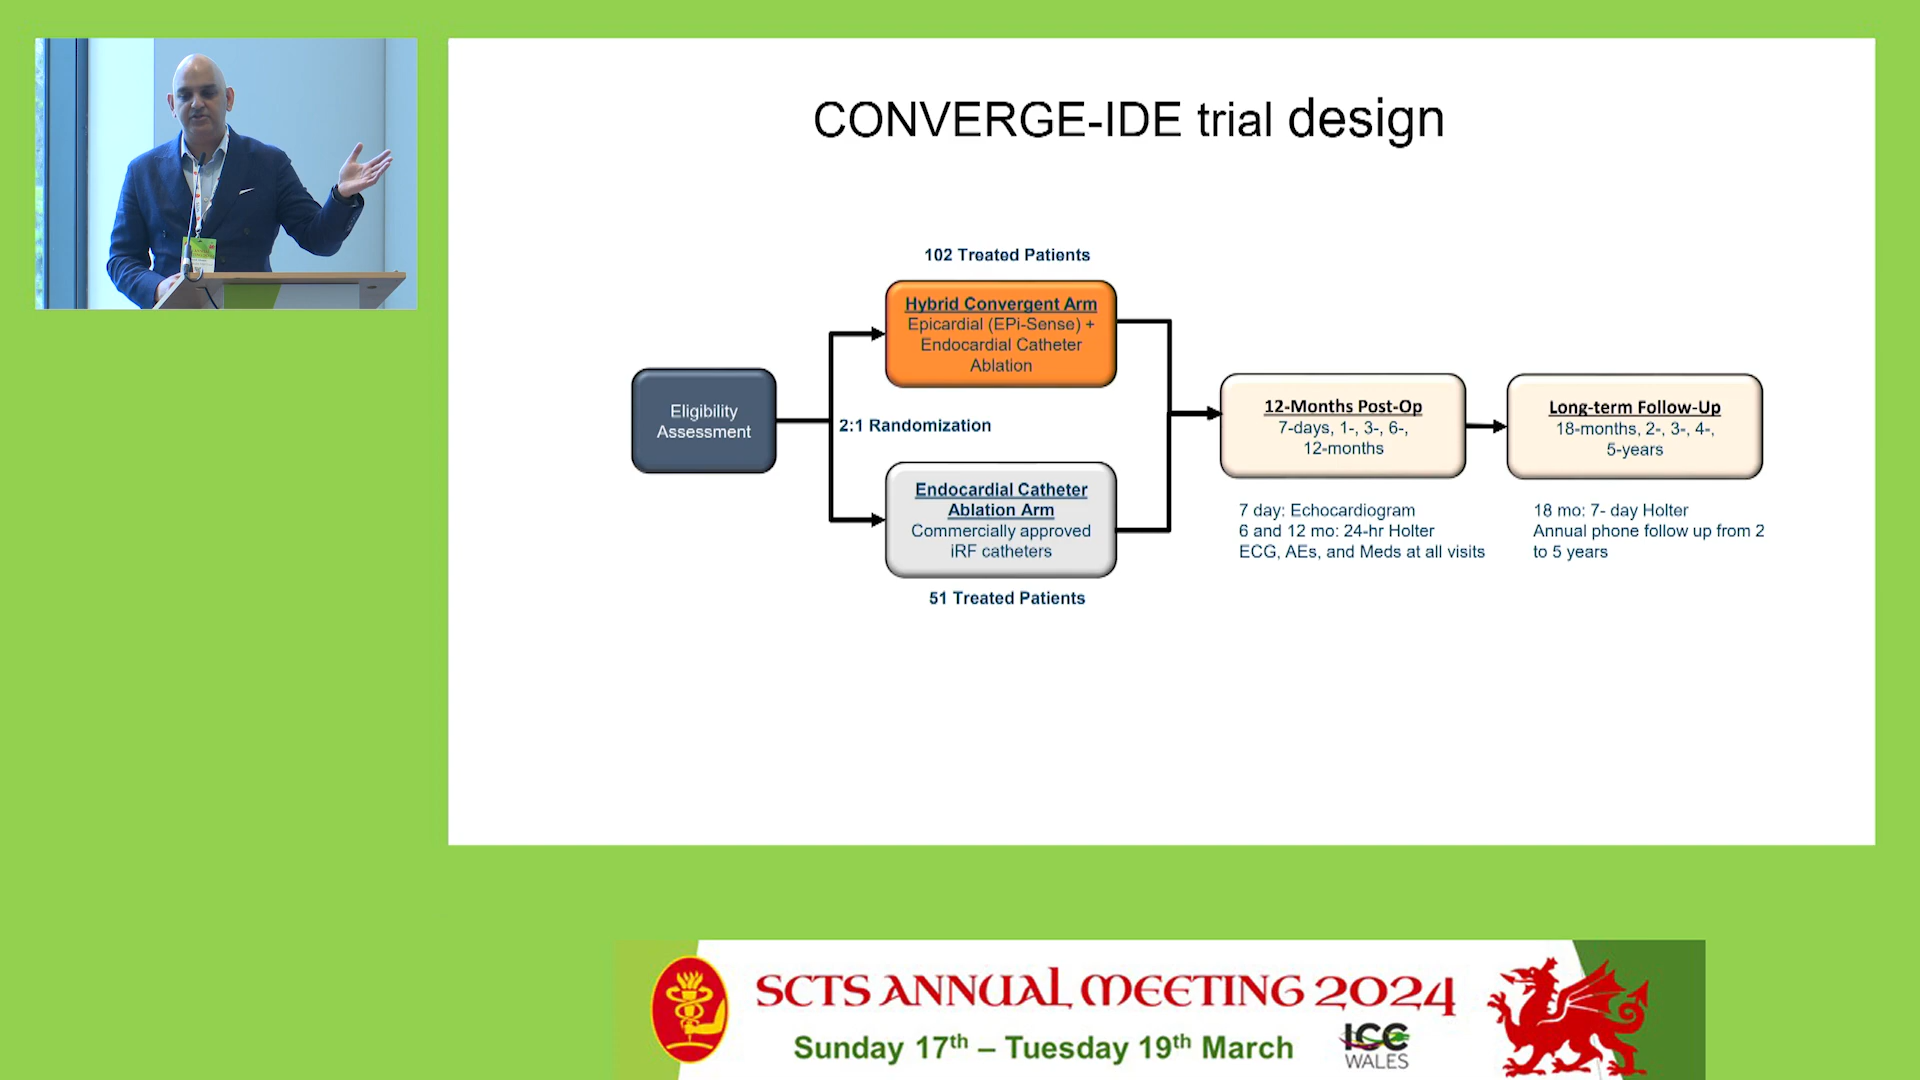 CONVERGE-IDE trial design
102 Treated Patients
Hybrid Convergent Arm
Epicardial (EPi-Sense) +
Endocardial Catheter
Ablation
Eligibility
Assessment
2:1 Randomization
Endocardial Catheter
Ablation Arm
Commercially approved
iRF catheters
51 Treated Patients
12-Months Post-Op
7-days, 1-, 3-, 6-,
12-months
7 day: Echocardiogram
6 and 12 mo: 24-hr Holter
ECG, AEs, and Meds at all visits
Long-term Follow-Up
18-months, 2-, 3-, 4-,
5-years
18 mo: 7- day Holter
Annual phone follow up from 2
to 5 years
SCTS ANNUAL MEETING 2024
Sunday 17th – Tuesday 19th March
ICC
WALES